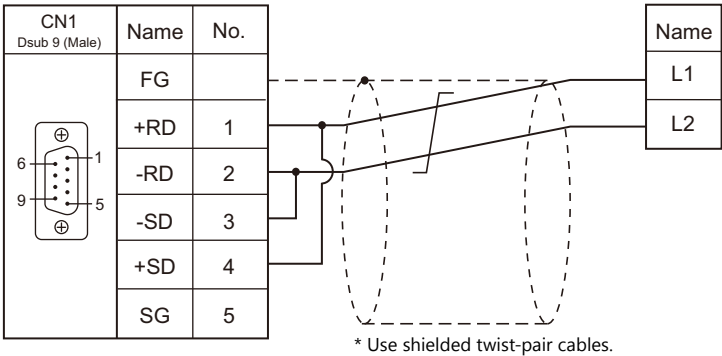 CN1
Dsub 9 (Male)
Name
No.
Name
FG
L1
+RD
1
L2
-RD
2
6
1
9
5
-SD
3
+SD
4
SG
5
* Use shielded twist-pair cables.